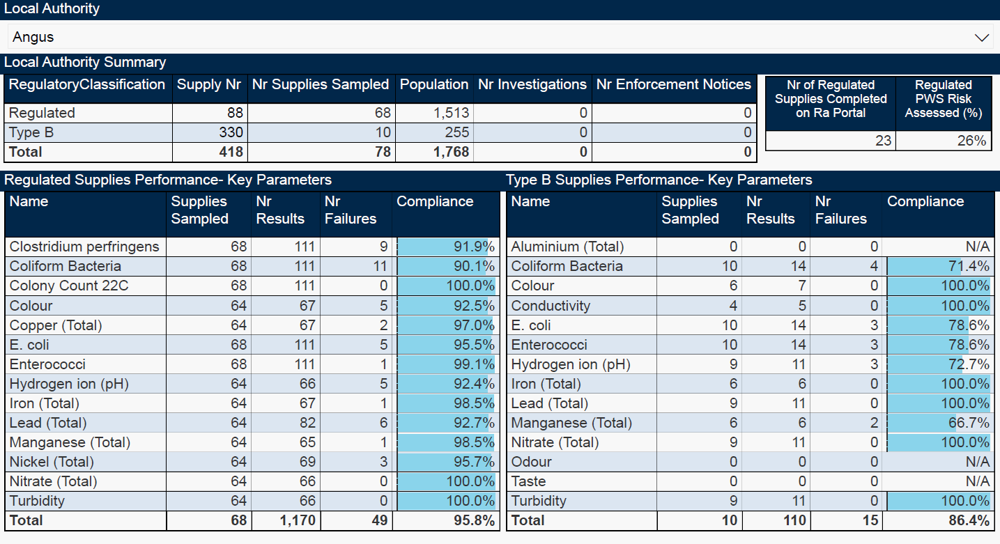 Local Authority
Angus
Local Authority Summary
RegulatoryClassification Supply Nr Nr Supplies Sampled Population Nr Investigations Nr Enforcement Notices
Regulated 88 68 1,513 0 0
Type B 330 10 255 0 0
Total 418 78 1,768 0 0
Nr of Regulated Regulated
Supplies Completed PWS Risk
on Ra Portal Assessed (%)
23 26%
Regulated Supplies Performance- Key Parameters
Name Supplies Nr Nr Compliance
Sampled Results Failures
Clostridium perfringens 68 111 9 91.9%
Coliform Bacteria 68 111 11 90.1%
Colony Count 22C 68 111 0 100.0%
Colour 64 67 5 92.5%
Copper (Total) 64 67 2 97.0%
E. coli 68 111 5 95.5%
Enterococci 68 111 1 99.1%
Hydrogen ion (pH) 64 66 5 92.4%
Iron (Total) 64 67 1 98.5%
Lead (Total) 64 82 6 92.7%
Manganese (Total) 64 65 1 98.5%
Nickel (Total) 64 69 3 95.7%
Nitrate (Total) 64 66 0 100.0%
Turbidity 64 66 0 100.0%
Total 68 1,170 49 95.8%
Type B Supplies Performance- Key Parameters
Name Supplies Nr Nr Compliance
Sampled Results Failures
Aluminium (Total) 0 0 0 N/A
Coliform Bacteria 10 14 4 71.4%
Colour 6 7 0 100.0%
Conductivity 4 5 0 100.0%
E. coli 10 14 3 78.6%
Enterococci 10 14 3 78.6%
Hydrogen ion (pH) 9 11 3 72.7%
Iron (Total) 6 6 0 100.0%
Lead (Total) 9 11 0 100.0%
Manganese (Total) 6 6 2 66.7%
Nitrate (Total) 9 11 0 100.0%
Odour 0 0 0 N/A
Taste 0 0 0 N/A
Turbidity 9 11 0 100.0%
Total 10 110 15 86.4%